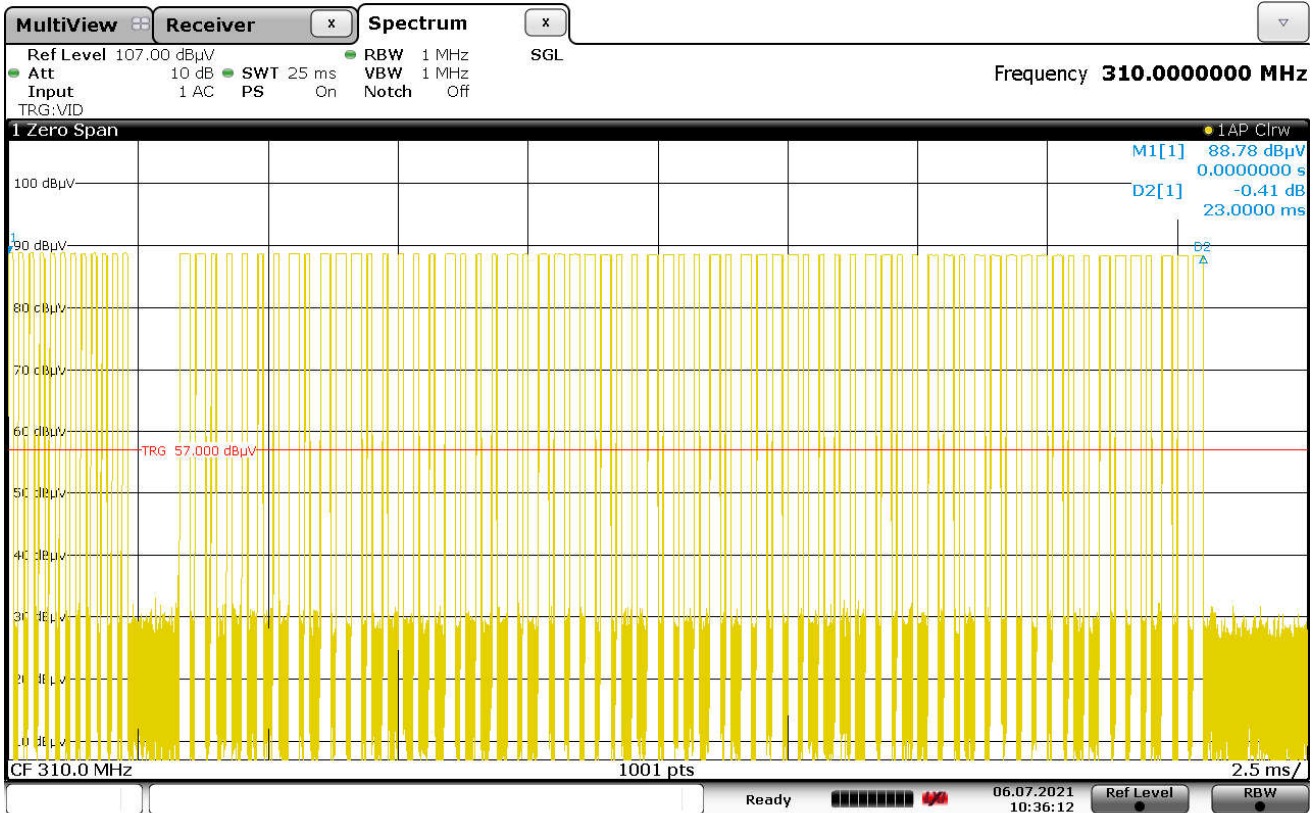 MultiView Receiver x Spectrum x
Ref Level 107.00 dBµV RBW 1 MHz SGL
Att 10 dB SWT 25 ms VBW 1 MHz Frequency 310.0000000 MHz
Input 1 AC PS On Notch Off
TRG:VID
1 Zero Span 1AP Clrw
M1[1] 88.78 dBµV
0.0000000 s
D2[1] -0.41 dB
23.0000 ms
100 dBµV
1
90 dBµV
D2
80 dBµV
70 dBµV
60 dBµV
TRG 57.000 dBµV
50 dBµV
40 dBµV
30 dBµV
20 dBµV
10 dBµV
CF 310.0 MHz 1001 pts 2.5 ms/
Ready 06.07.2021 Ref Level RBW
10:36:12